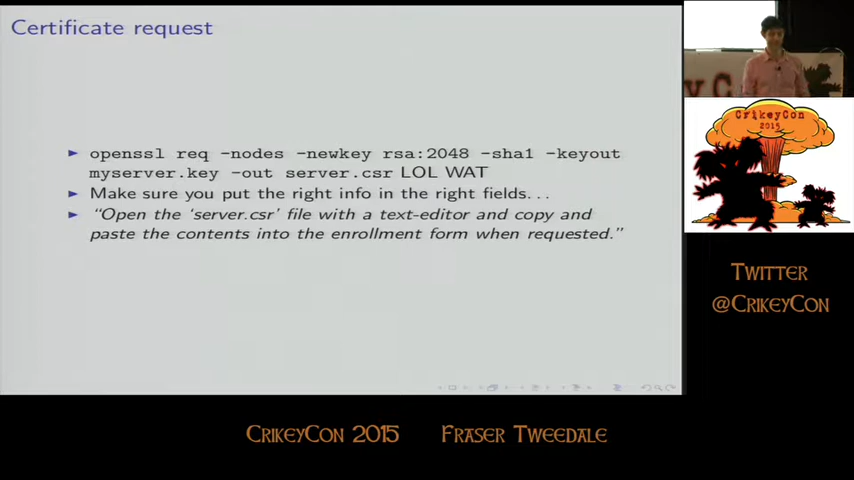 Certificate request
► openssl req -nodes -newkey rsa:2048 -sha1 -keyout
myserver.key -out server.csr LOL WAT
► Make sure you put the right info in the right fields...
► “Open the ‘server.csr’ file with a text-editor and copy and
paste the contents into the enrollment form when requested.”
CrikeyCon
2015
Twitter
@CrikeyCon
CrikeyCon 2015 Fraser Tweedale